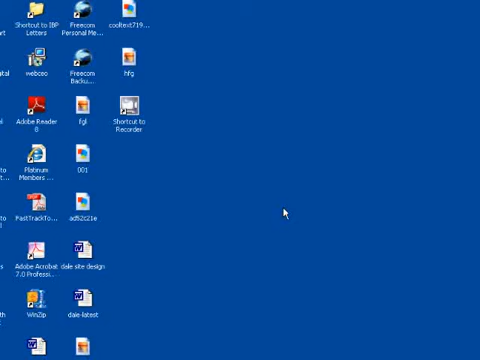 Shortcut to IBP
Letters
Freecom
Personal Me...
cooltext719...
webceo
Freecom
Backu...
hfg
Adobe Reader
8
fgl
Shortcut to
Recorder
Platinum
Members ...
001
FastTrackTo...
ad52c21e
Adobe Acrobat
7.0 Professi...
dale site design
WinZip
dale-latest